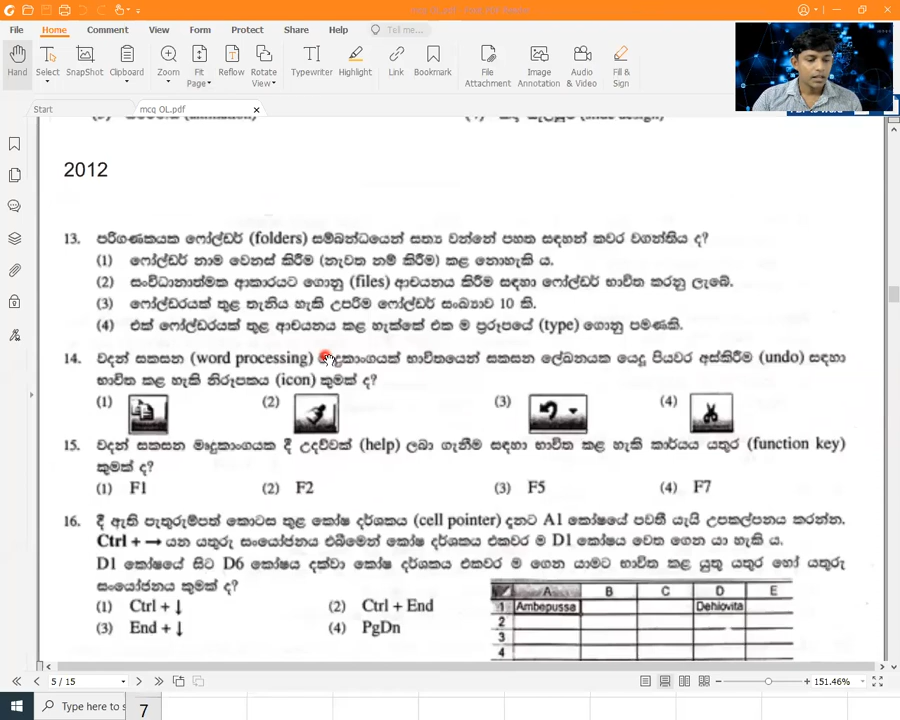 File Home Comment View Form Protect Share Help Tell me...
Hand Select SnapShot Clipboard Zoom Fit Page Reflow Rotate View Typewriter Highlight Link Bookmark File Attachment Image Annotation Audio & Video Fill & Sign
Start mcq OL.pdf
2012
13. පරිගණකයක ෆෝල්ඩර් (folders) සම්බන්ධයෙන් සත්‍ය වන්නේ පහත සඳහන් කවර වගන්තිය ද?
(1) ෆෝල්ඩර් නාම වෙනස් කිරීම (නැවත නම් කිරීම) කළ නොහැකි ය.
(2) සංවිධානාත්මක ආකාරයට ගොනු (files) ආචයනය කිරීම සඳහා ෆෝල්ඩර් භාවිත කරනු ලැබේ.
(3) ෆෝල්ඩරයක් තුළ තැනිය හැකි උපරිම ෆෝල්ඩර් සංඛ්‍යාව 10 කි.
(4) එක් ෆෝල්ඩරයක් තුළ ආචයනය කළ හැක්කේ එක ම ප්‍රරූපයේ (type) ගොනු පමණකි.
14. වදන් සකසන (word processing) මෘදුකාංගයක් භාවිතයෙන් සකසන ලේඛනයක යෙදූ පියවර අස්කිරීම (undo) සඳහා
භාවිත කළ හැකි නිරූපකය (icon) කුමක් ද?
(1) (2) (3) (4)
15. වදන් සකසන මෘදුකාංගයක දී උදව්වක් (help) ලබා ගැනීම සඳහා භාවිත කළ හැකි කාර්යය යතුර (function key)
කුමක් ද?
(1) F1 (2) F2 (3) F5 (4) F7
16. දී ඇති පැතුරුම්පත් කොටස තුළ කෝෂ දර්ශකය (cell pointer) දනට A1 කෝෂයේ පවතී යැයි උපකල්පනය කරන්න.
Ctrl + → යන යතුරු සංයෝජනය එබීමෙන් කෝෂ දර්ශකය එකවර ම D1 කෝෂය වෙත ගෙන යා හැකි ය.
D1 කෝෂයේ සිට D6 කෝෂය දක්වා කෝෂ දර්ශකය එකවර ම ගෙන යාමට භාවිත කළ යුතු යතුර හෝ යතුරු
සංයෝජනය කුමක් ද?
(1) Ctrl + ↓ (2) Ctrl + End
(3) End + ↓ (4) PgDn
A B C D E
1 Ambepussa Dehiovita
2
3
4
5 / 15 151.46%
Type here to s
7